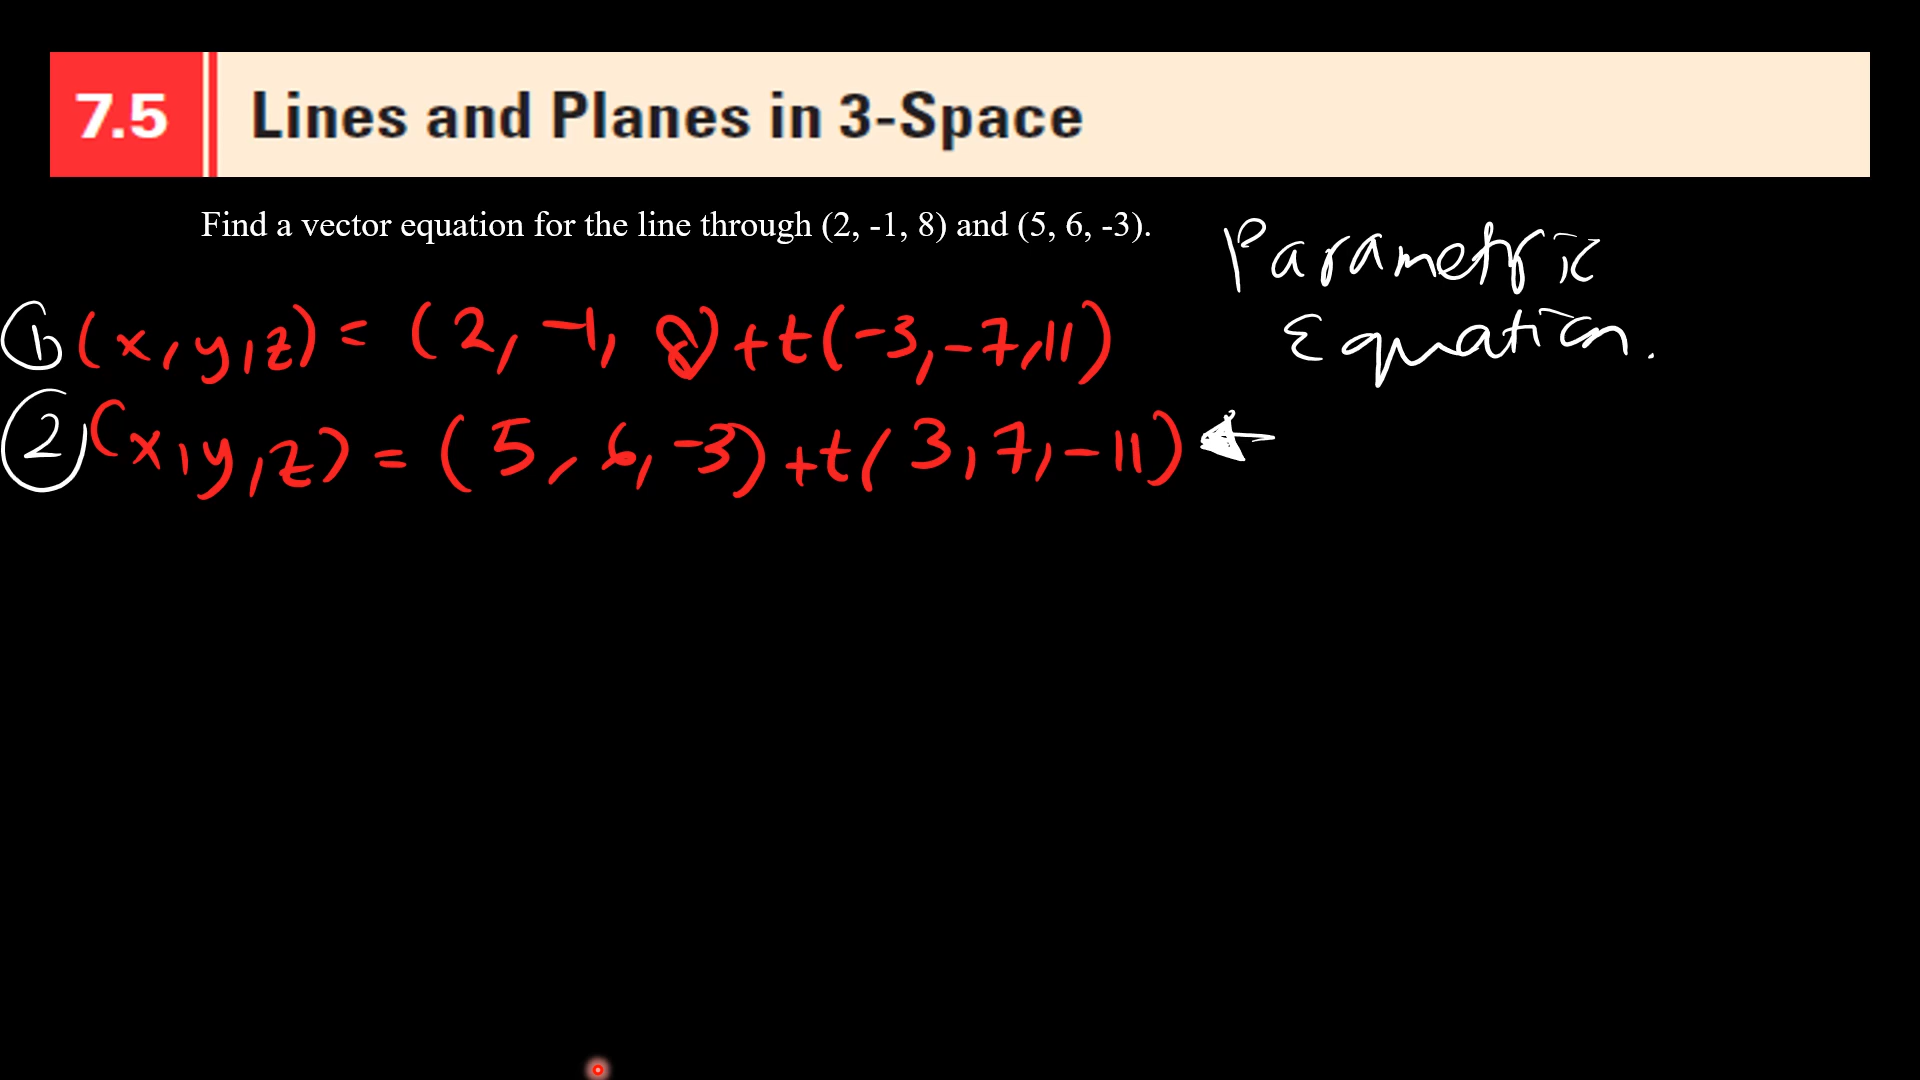 7.5 Lines and Planes in 3-Space
Find a vector equation for the line through (2, -1, 8) and (5, 6, -3).
Parametric
Equation.
① (x, y, z) = (2, -1, 8) + t(-3, -7, 11)
② (x, y, z) = (5, 6, -3) + t(3, 7, -11) ←